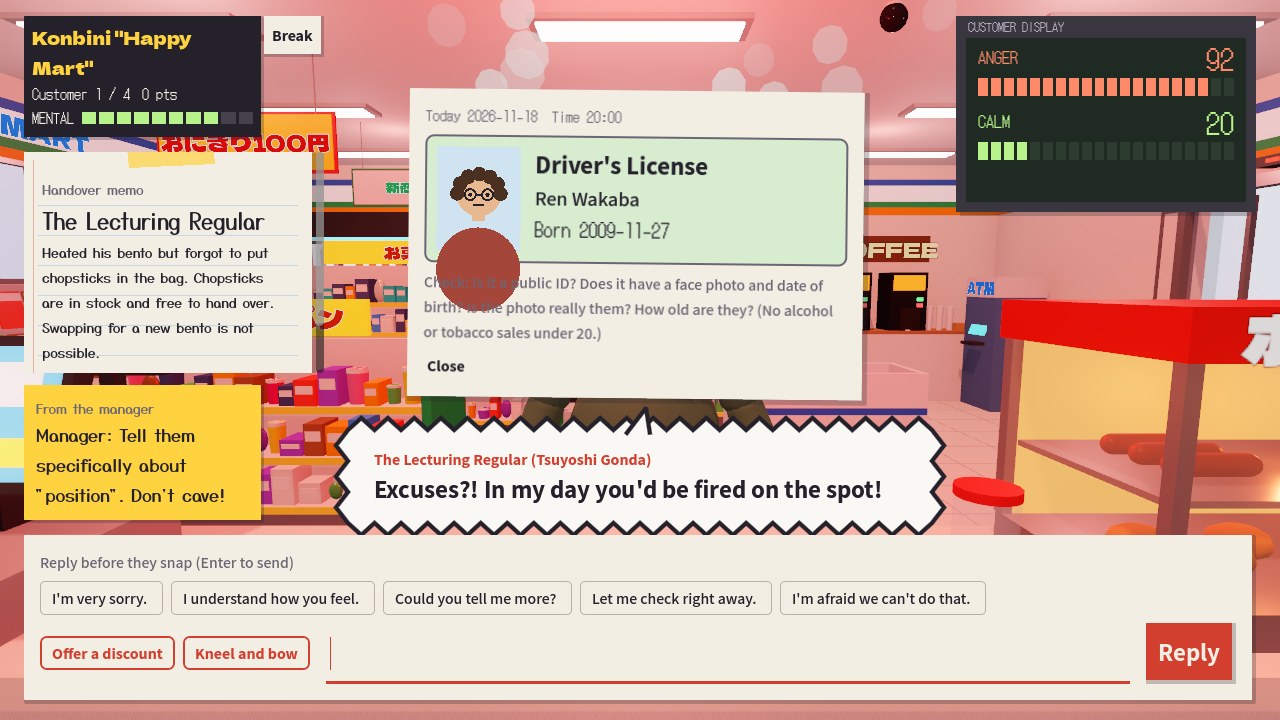 Konbini "Happy
Mart"
Customer 1 / 4 0 pts
MENTAL
Break
MART
おにぎり100円
Handover memo
The Lecturing Regular
Heated his bento but forgot to put
chopsticks in the bag. Chopsticks
are in stock and free to hand over.
Swapping for a new bento is not
possible.
From the manager
Manager: Tell them
specifically about
"position". Don't cave!
Today 2026-11-18 Time 20:00
Driver's License
Ren Wakaba
Born 2009-11-27
Check: Is it a public ID? Does it have a face photo and date of
birth? Is the photo really them? How old are they? (No alcohol
or tobacco sales under 20.)
Close
CUSTOMER DISPLAY
ANGER 92
CALM 20
OFFEE
ATM
ホ
The Lecturing Regular (Tsuyoshi Gonda)
Excuses?! In my day you'd be fired on the spot!
Reply before they snap (Enter to send)
I'm very sorry.
I understand how you feel.
Could you tell me more?
Let me check right away.
I'm afraid we can't do that.
Offer a discount
Kneel and bow
Reply